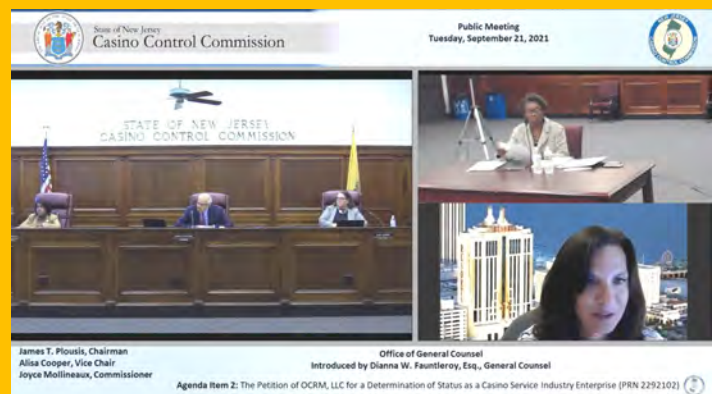 State of New Jersey
Casino Control Commission
Public Meeting
Tuesday, September 21, 2021
STATE OF NEW JERSEY
CASINO CONTROL COMMISSION
James T. Plousis, Chairman
Alisa Cooper, Vice Chair
Joyce Mollineaux, Commissioner
Office of General Counsel
Introduced by Dianna W. Fauntleroy, Esq., General Counsel
Agenda Item 2: The Petition of OCRM, LLC for a Determination of Status as a Casino Service Industry Enterprise (PRN 2292102)